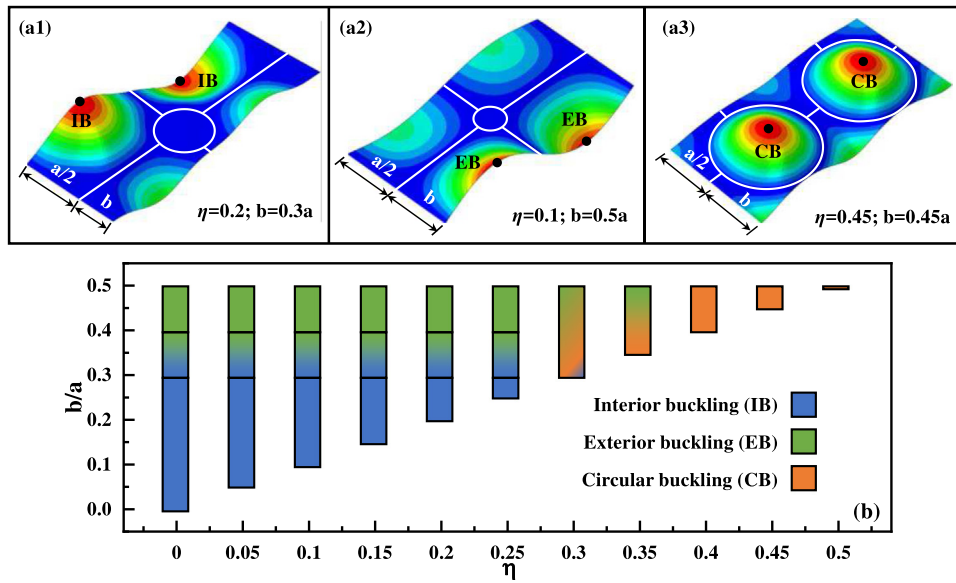 (a1)
IB
IB
a/2
b
η=0.2; b=0.3a
(a2)
EB
EB
a/2
b
η=0.1; b=0.5a
(a3)
CB
CB
a/2
b
η=0.45; b=0.45a
b/a
0.5
0.4
0.3
0.2
0.1
0.0
Interior buckling (IB)
Exterior buckling (EB)
Circular buckling (CB)
(b)
0 0.05 0.1 0.15 0.2 0.25 0.3 0.35 0.4 0.45 0.5
η